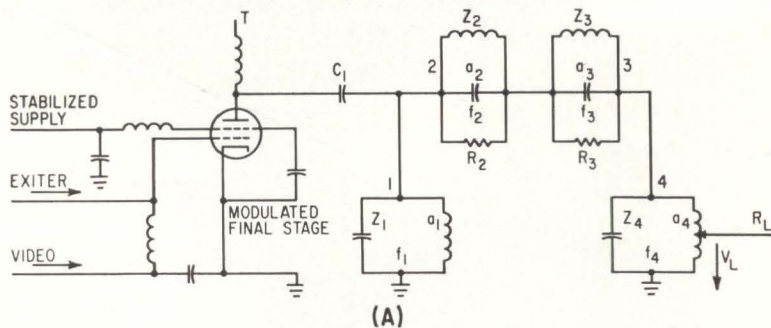 T
C1
Z2
2
a2
f2
R2
Z3
3
a3
f3
R3
STABILIZED
SUPPLY
EXITER
MODULATED
FINAL STAGE
VIDEO
1
Z1
a1
f1
4
Z4
a4
f4
RL
VL
(A)